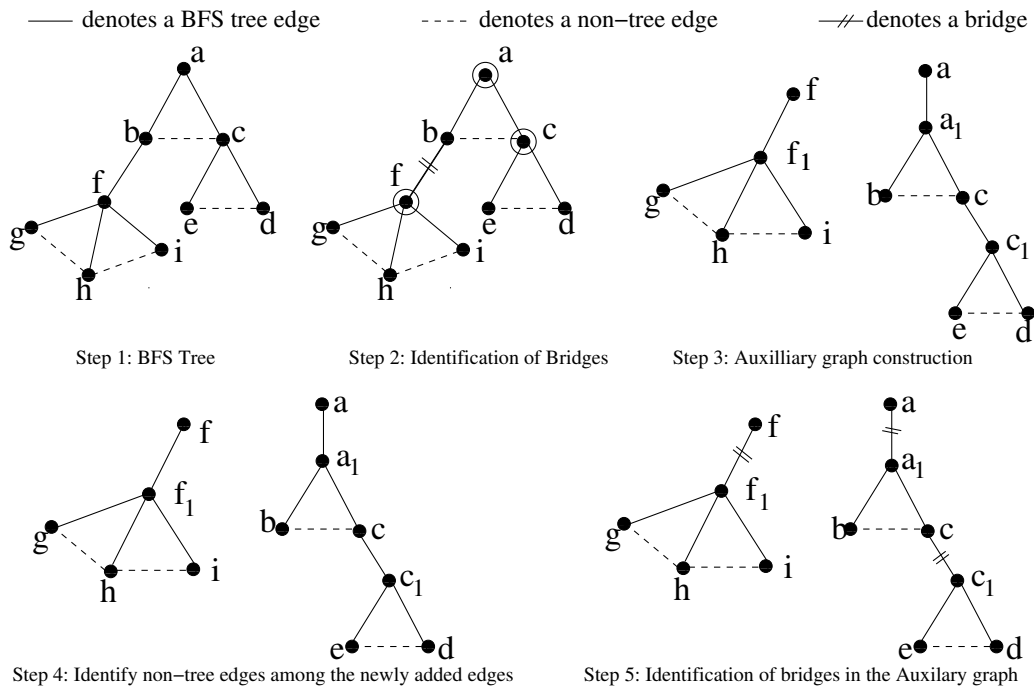 denotes a BFS tree edge
denotes a non-tree edge
denotes a bridge
a
b
c
f
e
d
g
i
h
Step 1: BFS Tree
a
b
c
f
e
d
g
i
h
Step 2: Identification of Bridges
f
f1
g
h
i
a
a1
b
c
c1
e
d
Step 3: Auxilliary graph construction
f
f1
g
h
i
a
a1
b
c
c1
e
d
Step 4: Identify non-tree edges among the newly added edges
f
f1
g
h
i
a
a1
b
c
c1
e
d
Step 5: Identification of bridges in the Auxilary graph